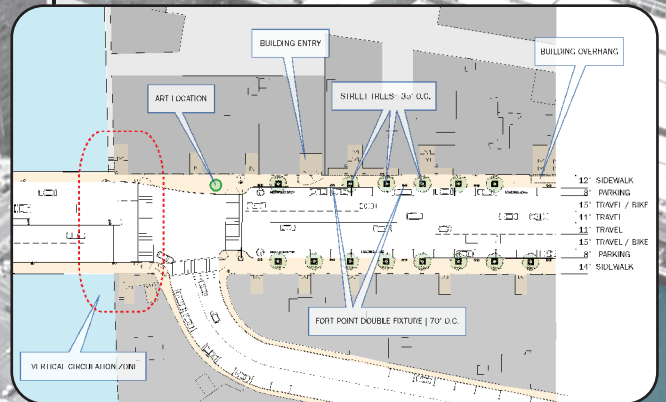 BUILDING ENTRY
BUILDING OVERHANG
ART LOCATION
STREET TREES- 35' O.C.
12' SIDEWALK
8' PARKING
15' TRAVEL / BIKE
11' TRAVEL
11' TRAVEL
15' TRAVEL / BIKE
8' PARKING
14' SIDEWALK
FORT POINT DOUBLE FIXTURE | 70' O.C.
VERTICAL CIRCULATION ZONE